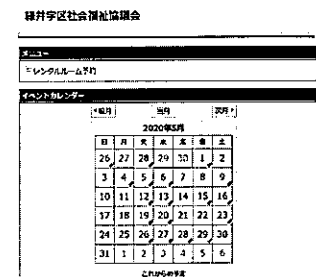 緑井学区社会福祉協議会
メニュー
レンタルルーム予約
イベントカレンダー
前月 当月 次月
2020年5月
日 月 火 水 木 金 土
26 27 28 29 30 1 2
3 4 5 6 7 8 9
10 11 12 13 14 15 16
17 18 19 20 21 22 23
24 25 26 27 28 29 30
31 1 2 3 4 5 6
これからの予定